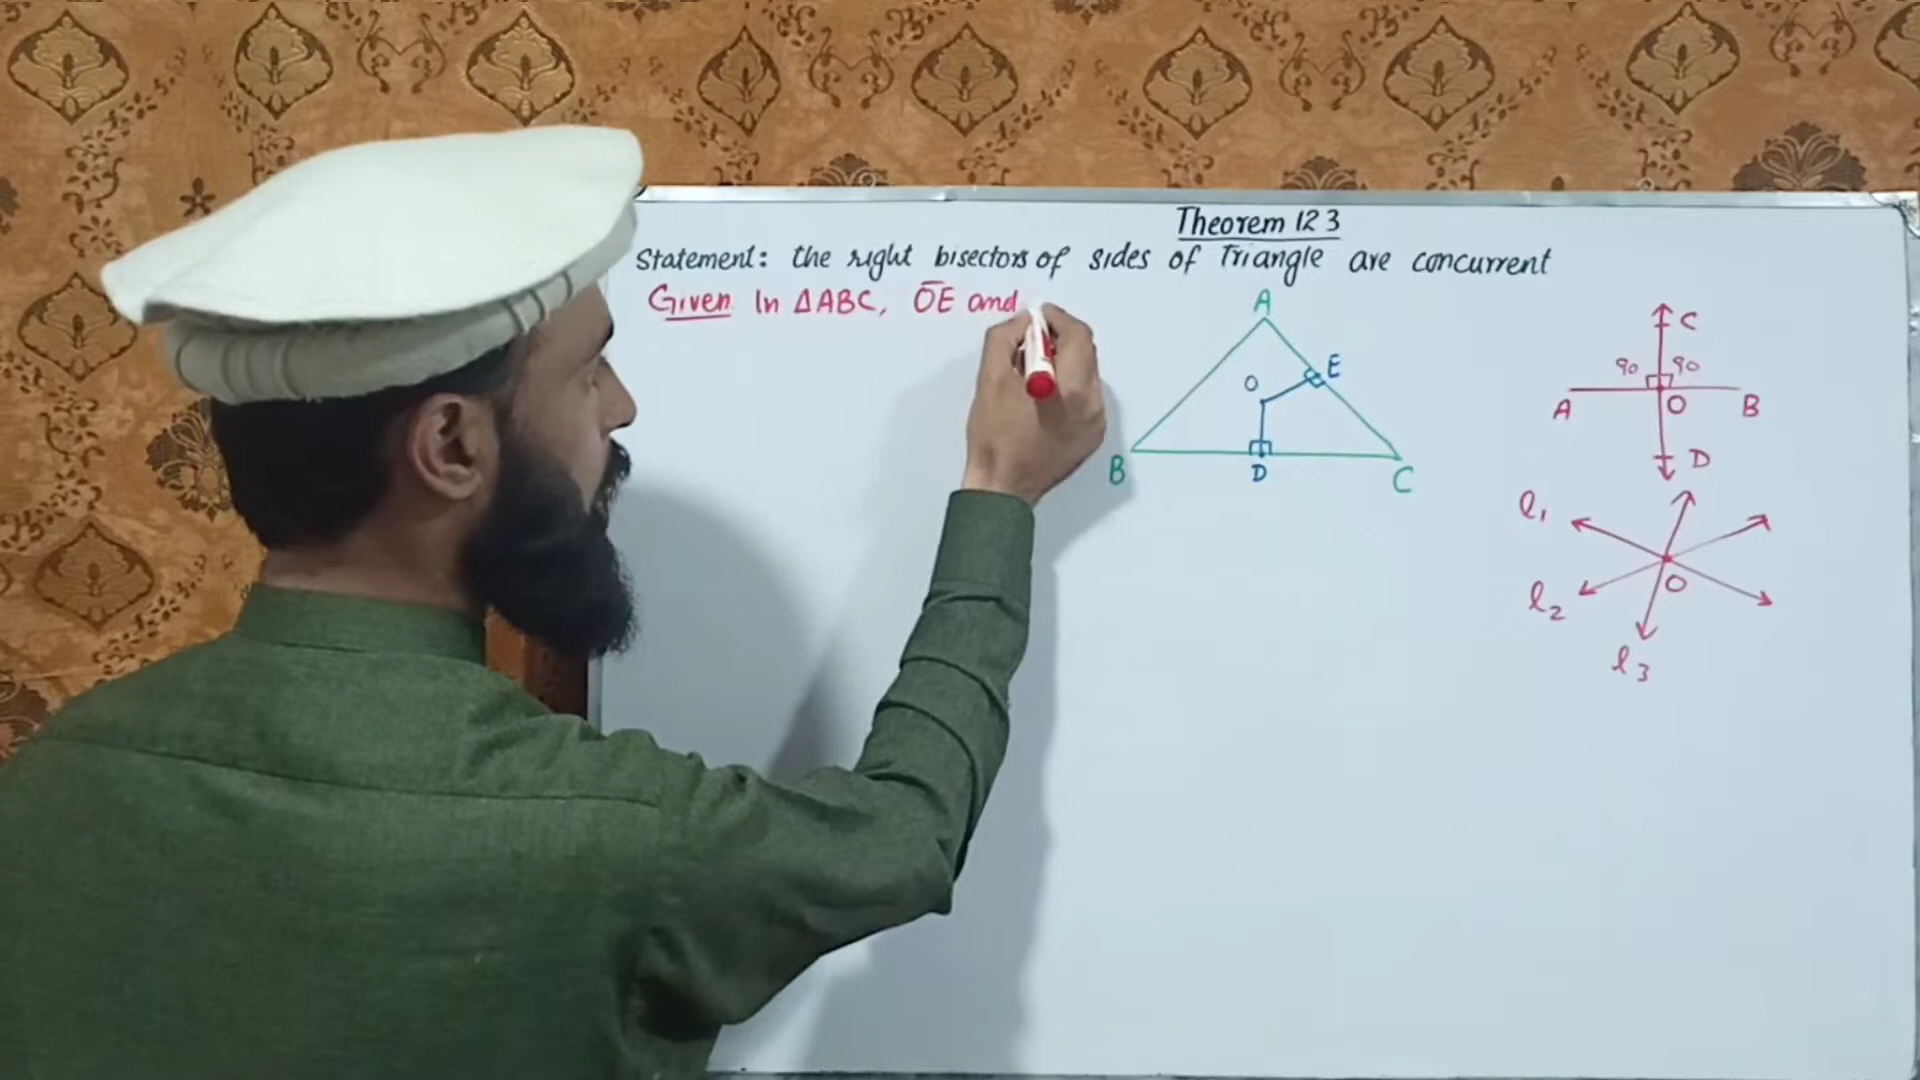 Theorem 12 3
Statement: the right bisectors of sides of Triangle are concurrent
Given In ΔABC, O̅E and
A
E
O
B
D
C
C
90 90
A O B
D
l₁
O
l₂
l₃